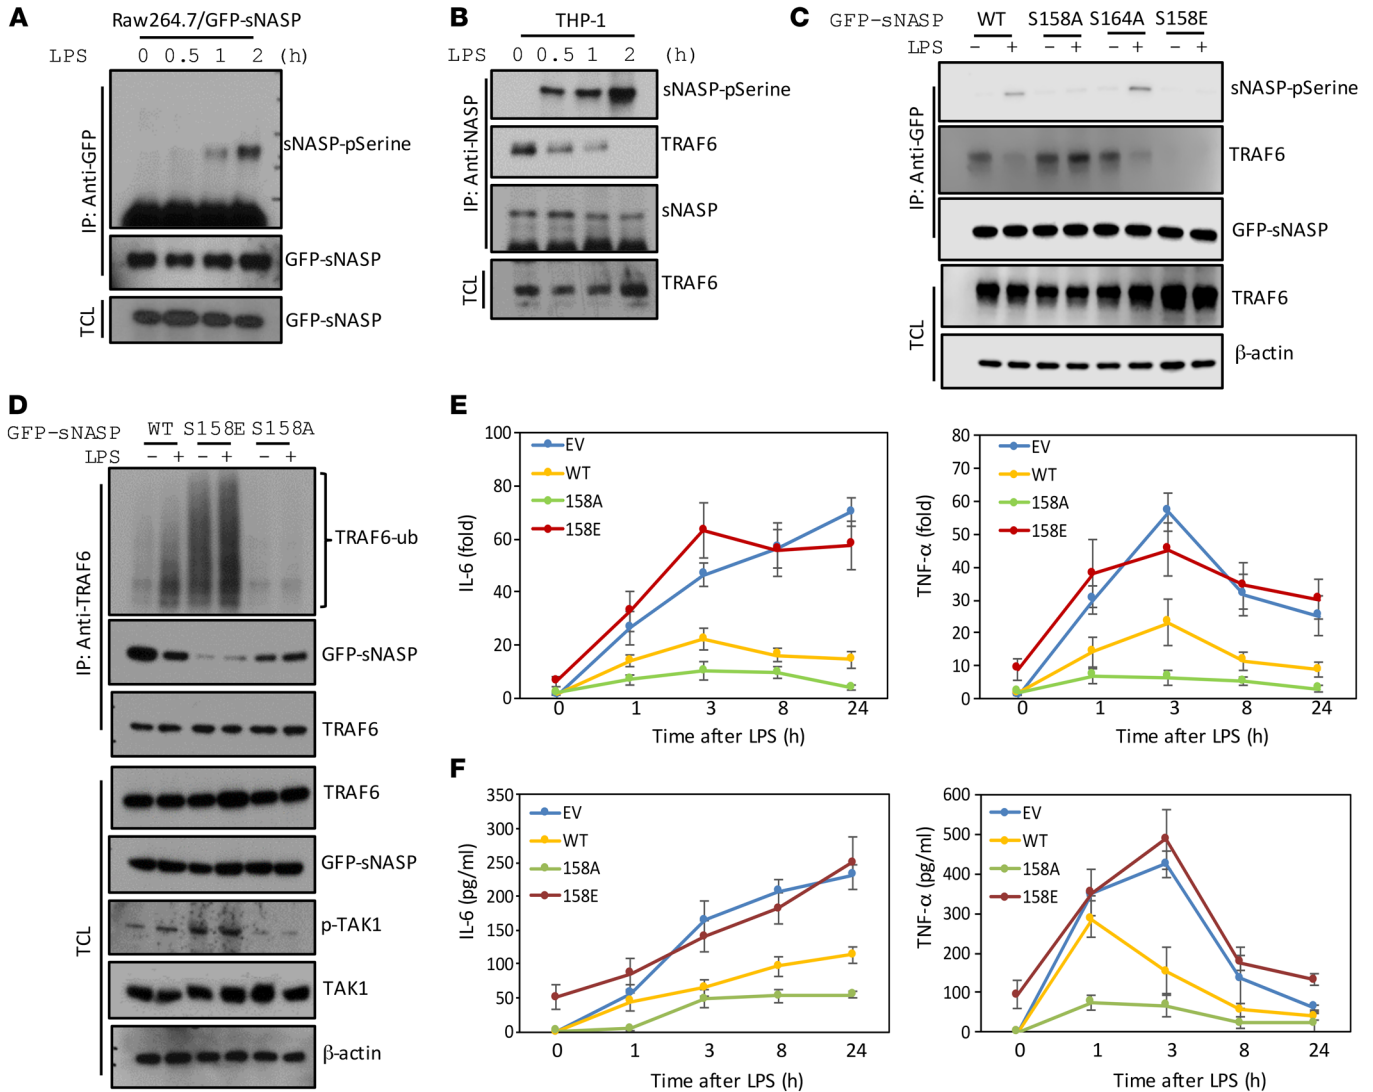 A
Raw264.7/GFP-sNASP
LPS 0 0.5 1 2 (h)
IP: Anti-GFP
sNASP-pSerine
GFP-sNASP
TCL
GFP-sNASP
B
THP-1
LPS 0 0.5 1 2 (h)
IP: Anti-NASP
sNASP-pSerine
TRAF6
sNASP
TCL
TRAF6
C
GFP-sNASP WT S158A S164A S158E
LPS - + - + - + - +
IP: Anti-GFP
sNASP-pSerine
TRAF6
GFP-sNASP
TCL
TRAF6
β-actin
D
GFP-sNASP WT S158E S158A
LPS - + - + - +
IP: Anti-TRAF6
TRAF6-ub
GFP-sNASP
TRAF6
TCL
TRAF6
GFP-sNASP
p-TAK1
TAK1
β-actin
E
IL-6 (fold)
100
80
60
40
20
0
EV
WT
158A
158E
0 1 3 8 24
Time after LPS (h)
TNF-α (fold)
80
70
60
50
40
30
20
10
0
EV
WT
158A
158E
0 1 3 8 24
Time after LPS (h)
F
IL-6 (pg/ml)
350
300
250
200
150
100
50
0
EV
WT
158A
158E
0 1 3 8 24
Time after LPS (h)
TNF-α (pg/ml)
600
500
400
300
200
100
0
EV
WT
158A
158E
0 1 3 8 24
Time after LPS (h)